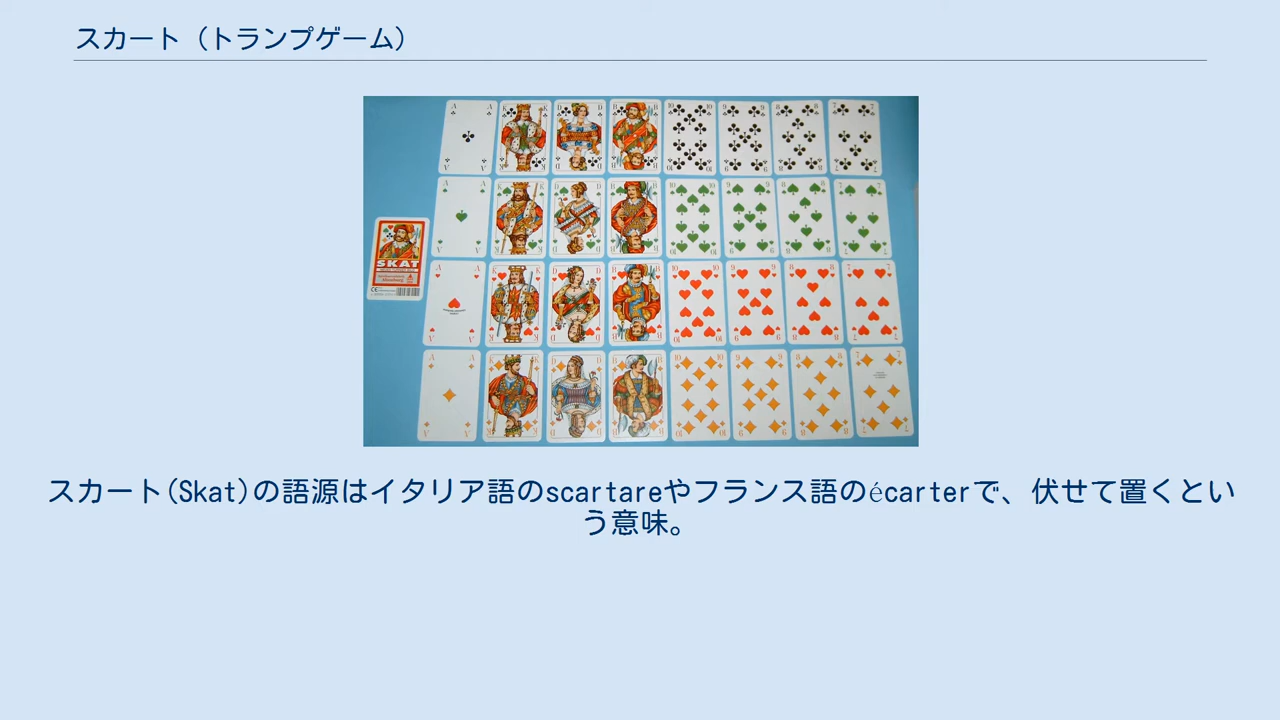 スカート（トランプゲーム）
SKAT
スカート(Skat)の語源はイタリア語のscartareやフランス語のécarterで、伏せて置くとい
う意味。